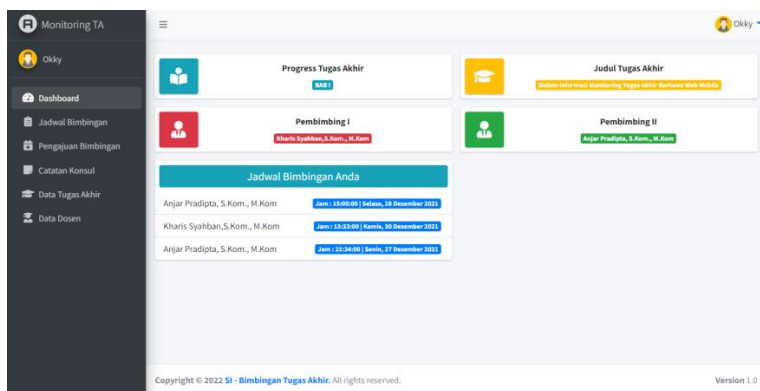 Monitoring TA
Okky
Okky
Dashboard
Jadwal Bimbingan
Pengajuan Bimbingan
Catatan Konsul
Data Tugas Akhir
Data Dosen
Progress Tugas Akhir
BAB I
Judul Tugas Akhir
Sistem Informasi Monitoring Tugas Akhir Berbasis Web Mobile
Pembimbing I
Kharis Syahban,S.Kom., M.Kom
Pembimbing II
Anjar Pradipta, S.Kom., M.Kom
Jadwal Bimbingan Anda
Anjar Pradipta, S.Kom., M.Kom Jam : 15:00:00 | Selasa, 28 Desember 2021
Kharis Syahban,S.Kom., M.Kom Jam : 13:33:00 | Kamis, 30 Desember 2021
Anjar Pradipta, S.Kom., M.Kom Jam : 21:34:00 | Senin, 27 Desember 2021
Copyright © 2022 SI - Bimbingan Tugas Akhir. All rights reserved.
Version 1.0